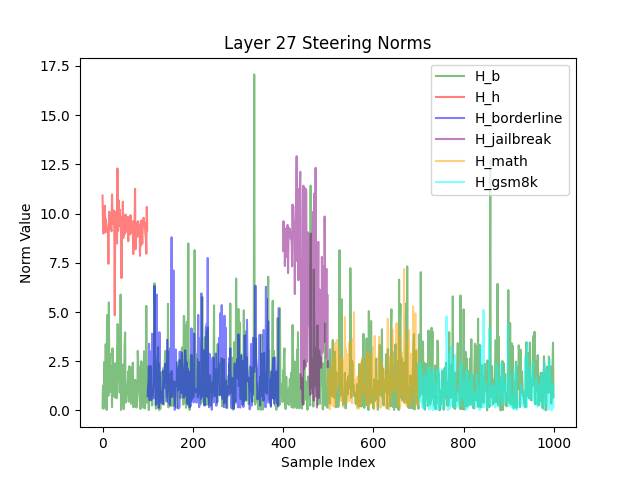 Layer 27 Steering Norms
Norm Value
17.5
15.0
12.5
10.0
7.5
5.0
2.5
0.0
H_b
H_h
H_borderline
H_jailbreak
H_math
H_gsm8k
0
200
400
600
800
1000
Sample Index